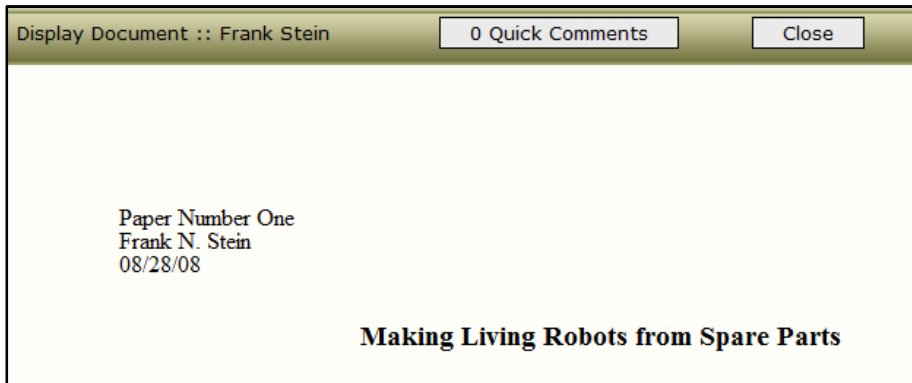 Display Document :: Frank Stein 0 Quick Comments Close
Paper Number One
Frank N. Stein
08/28/08
Making Living Robots from Spare Parts